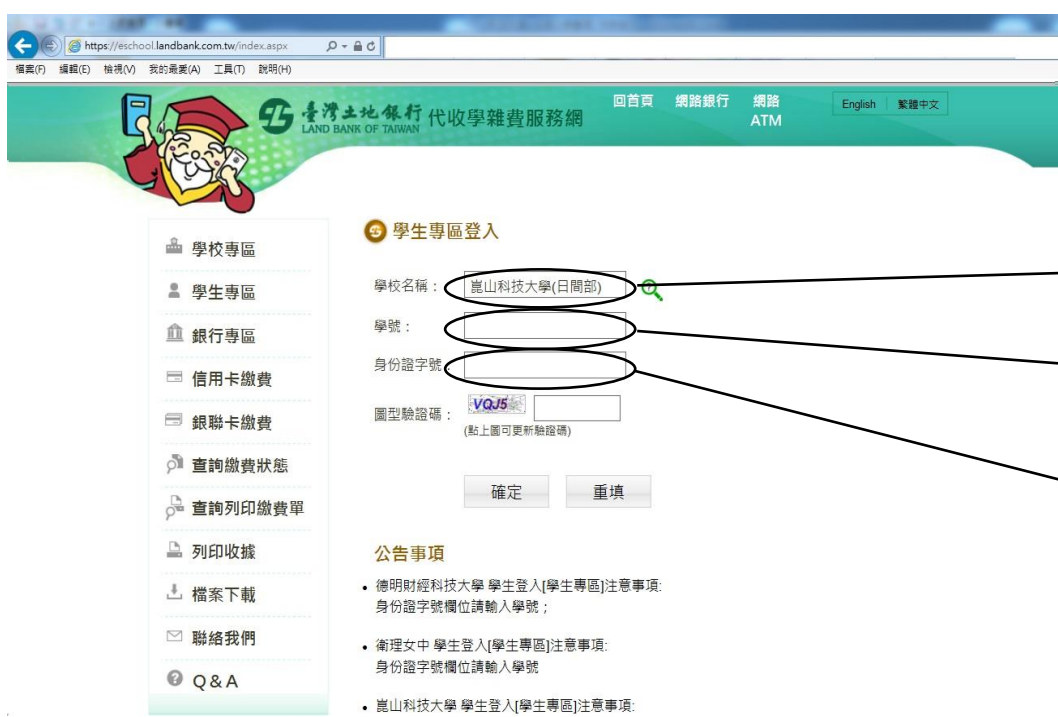 https://eschool.landbank.com.tw/index.aspx
檔案(F) 編輯(E) 檢視(V) 我的最愛(A) 工具(T) 說明(H)
臺灣土地銀行 代收學雜費服務網
LAND BANK OF TAIWAN
回首頁 網路銀行 網路 ATM
English 繁體中文
學校專區
學生專區
銀行專區
信用卡繳費
銀聯卡繳費
查詢繳費狀態
查詢列印繳費單
列印收據
檔案下載
聯絡我們
Q & A
學生專區登入
學校名稱: 崑山科技大學(日間部)
學號:
身份證字號:
圖型驗證碼: VQJ5
(點上圖可更新驗證碼)
確定 重填
公告事項
• 德明財經科技大學 學生登入[學生專區]注意事項:
身份證字號欄位請輸入學號;
• 衛理女中 學生登入[學生專區]注意事項:
身份證字號欄位請輸入學號
• 崑山科技大學 學生登入[學生專區]注意事項: